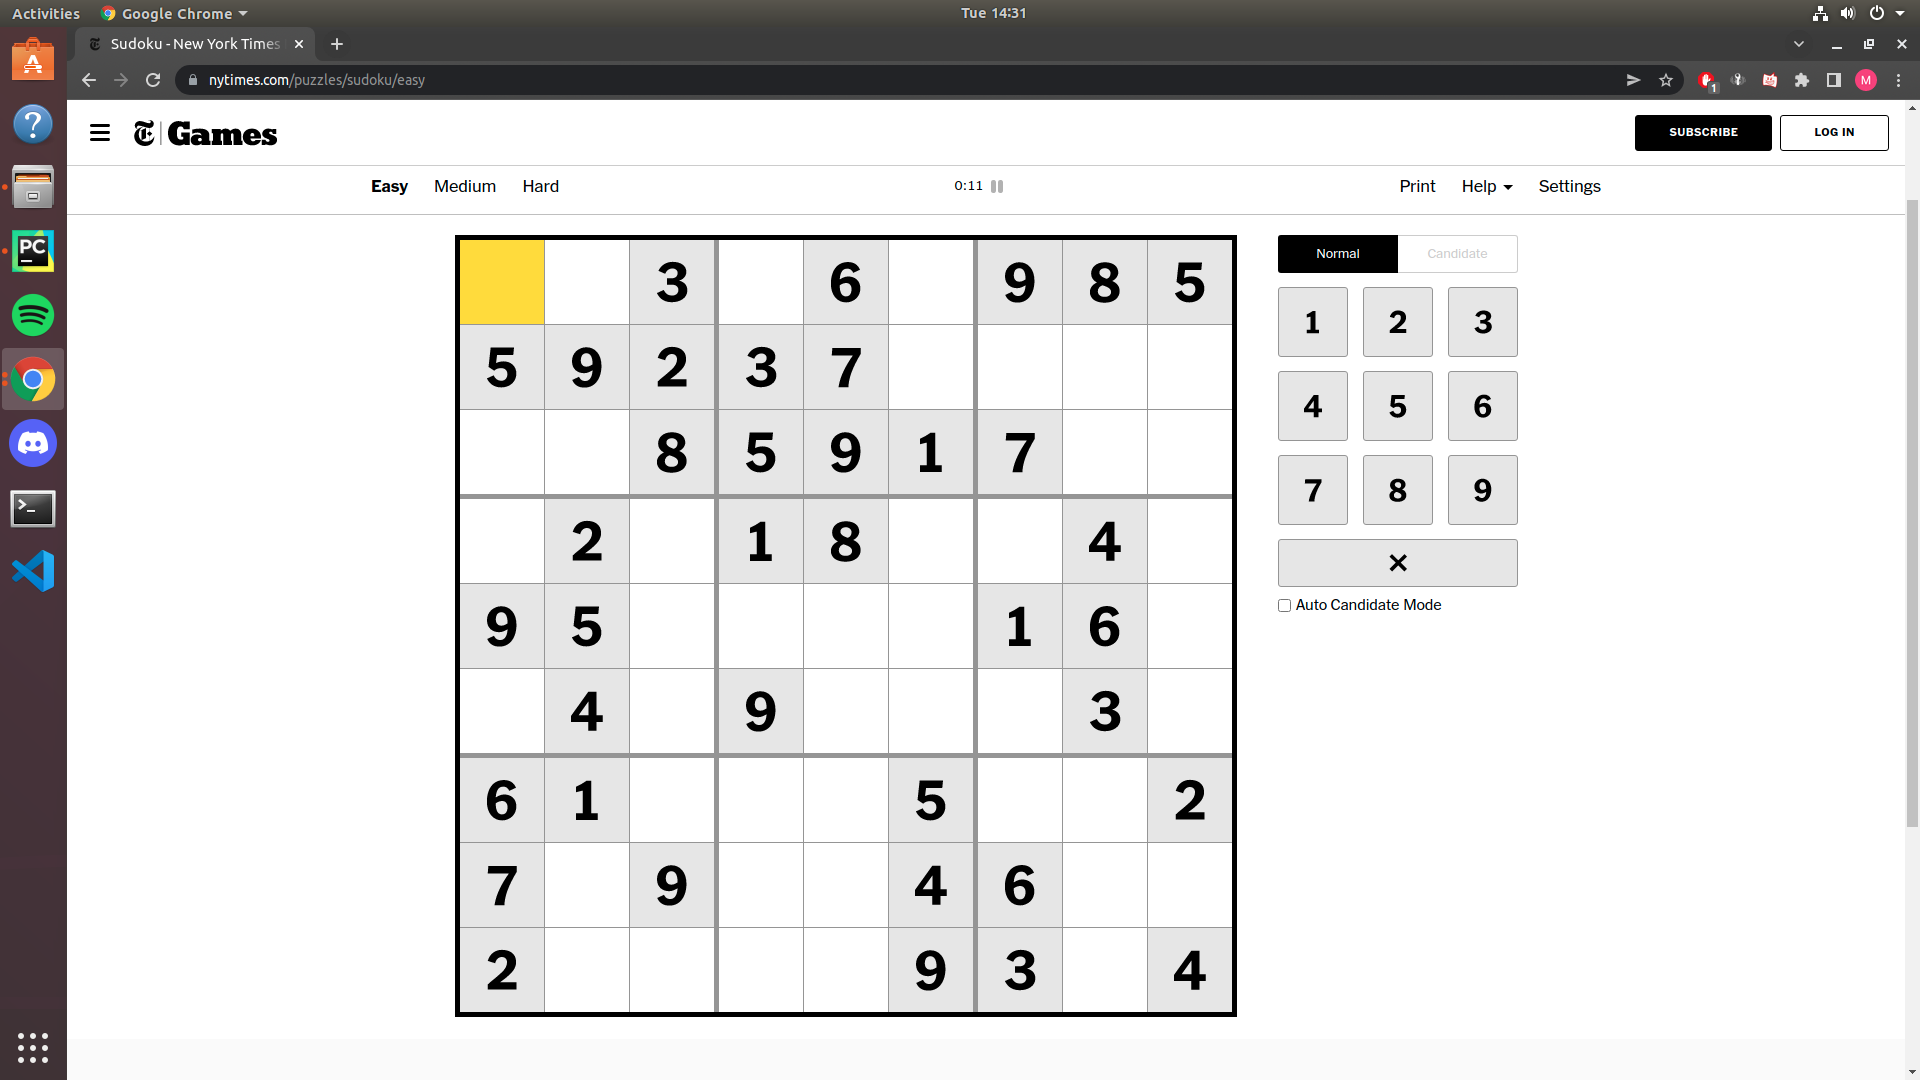 Activities Google Chrome Tue 14:31
Sudoku - New York Times
nytimes.com/puzzles/sudoku/easy 1 M
Games SUBSCRIBE LOG IN
Easy Medium Hard 0:11 Print Help Settings
3 6 9 8 5
5 9 2 3 7
8 5 9 1 7
2 1 8 4
9 5 1 6
4 9 3
6 1 5 2
7 9 4 6
2 9 3 4
Normal Candidate
1 2 3
4 5 6
7 8 9
Auto Candidate Mode
PC